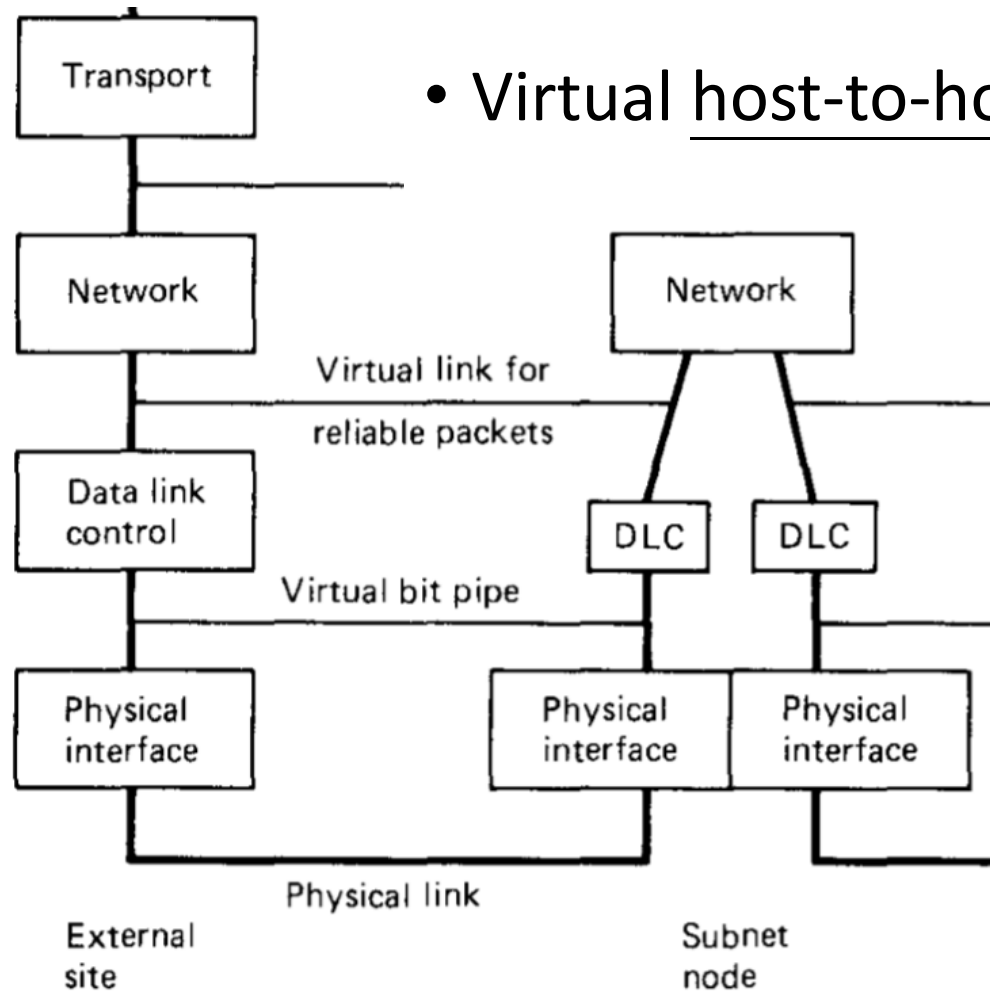 Transport
• Virtual host-to-ho
Network
Network
Virtual link for
reliable packets
Data link
control
DLC
DLC
Virtual bit pipe
Physical
interface
Physical
interface
Physical
interface
Physical link
External
site
Subnet
node